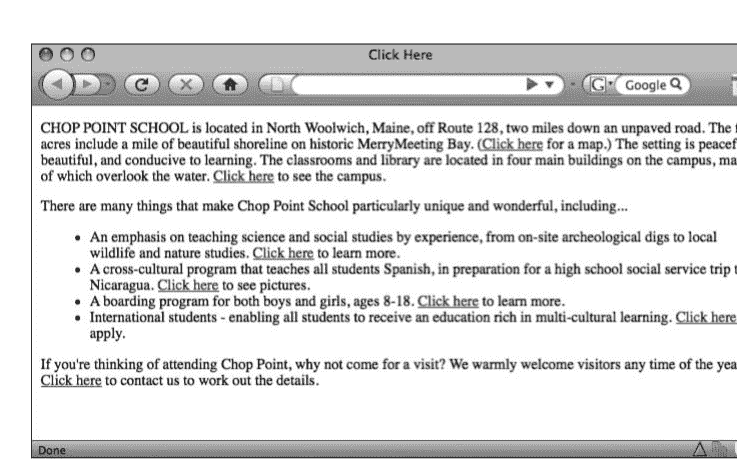 Click Here
Google
CHOP POINT SCHOOL is located in North Woolwich, Maine, off Route 128, two miles down an unpaved road. The
acres include a mile of beautiful shoreline on historic MerryMeeting Bay. (Click here for a map.) The setting is
beautiful, and conducive to learning. The classrooms and library are located in four main buildings on the campus,
of which overlook the water. Click here to see the campus.
There are many things that make Chop Point School particularly unique and wonderful, including...
• An emphasis on teaching science and social studies by experience, from on-site archeological digs to local
wildlife and nature studies. Click here to learn more.
• A cross-cultural program that teaches all students Spanish, in preparation for a high school social service trip
Nicaragua. Click here to see pictures.
• A boarding program for both boys and girls, ages 8-18. Click here to learn more.
• International students - enabling all students to receive an education rich in multi-cultural learning. Click here
apply.
If you're thinking of attending Chop Point, why not come for a visit? We warmly welcome visitors any time of the
Click here to contact us to work out the details.
Done